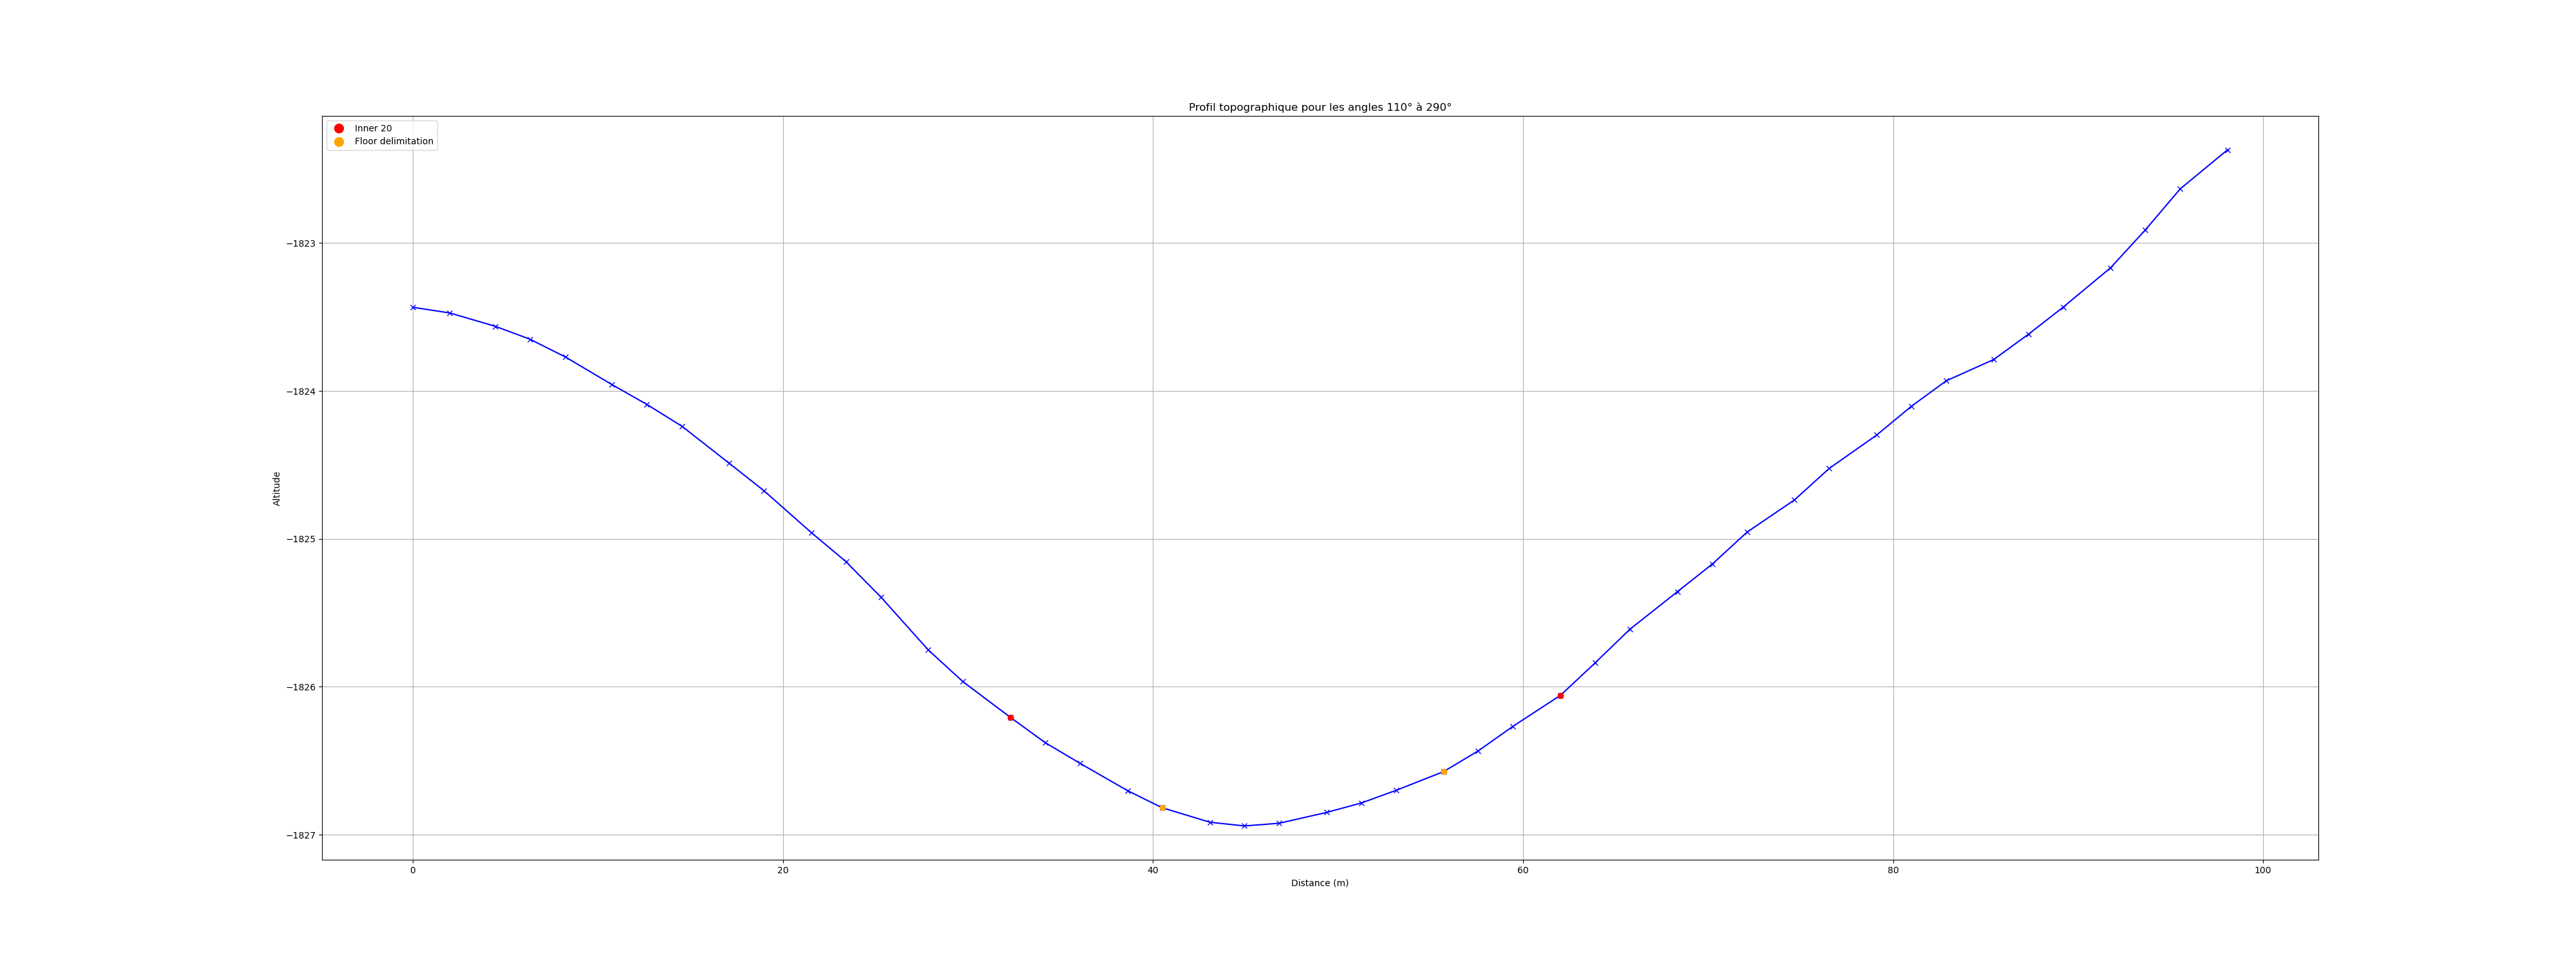 Profil topographique pour les angles 110° à 290°
Inner 20
Floor delimitation
−1823
−1824
−1825
−1826
−1827
Altitude
0 20 40 60 80 100
Distance (m)